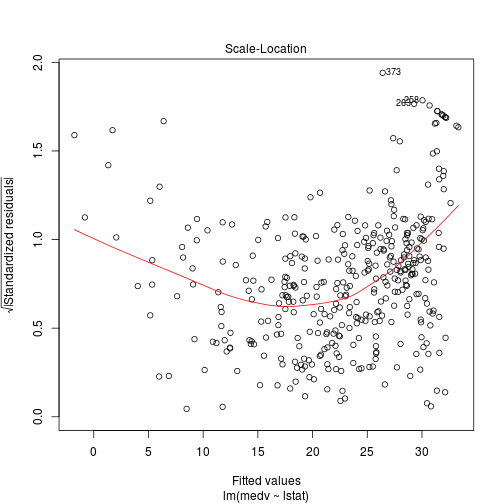 Scale-Location
√|Standardized residuals|
2.0
1.5
1.0
0.5
0.0
373
258
0 5 10 15 20 25 30
Fitted values
lm(medv ~ lstat)